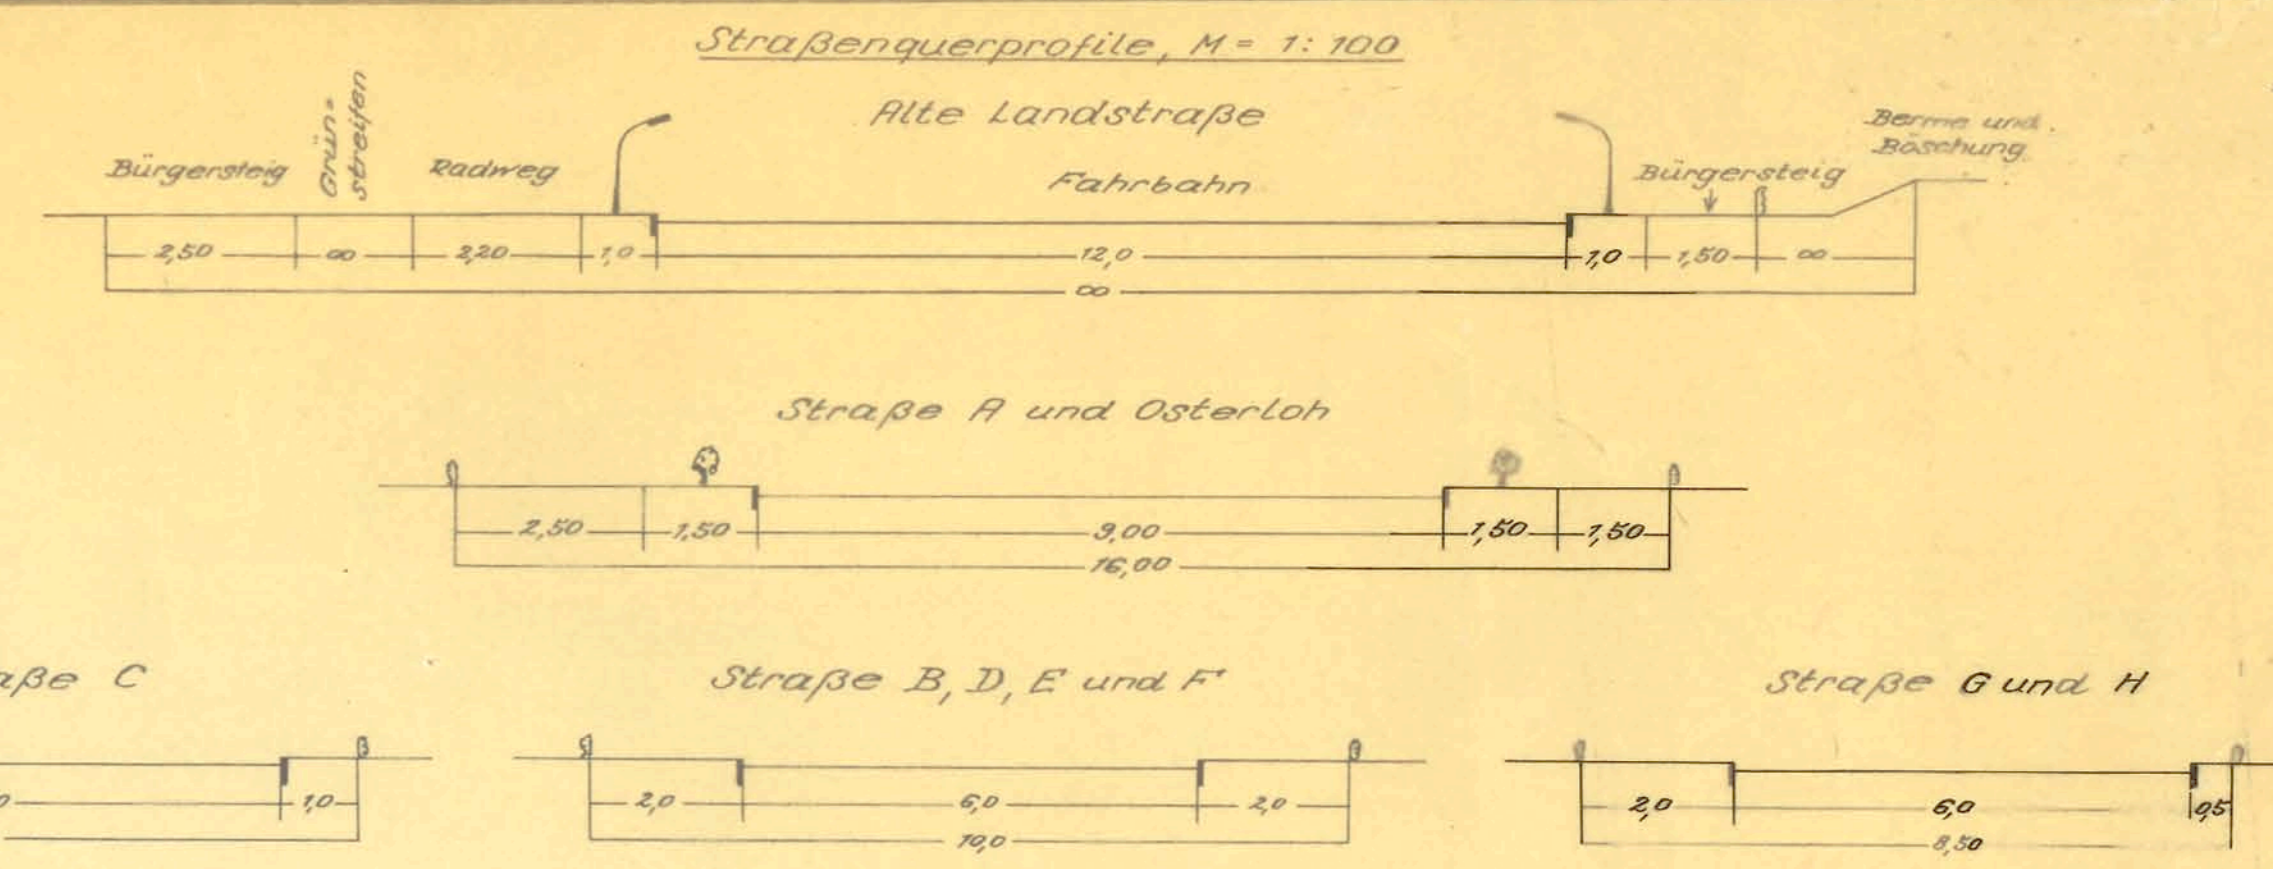 Straßenquerprofile, M = 1:100
Alte Landstraße
Bürgersteig
Grün=
streifen
Radweg
Fahrbahn
Bürgersteig
Berme und
Böschung
2,50 ∞ 2,20 1,0 12,0 1,0 1,50 ∞
∞
Straße A und Osterloh
2,50 1,50 9,00 1,50 1,50
16,00
aße C
0 1,0
Straße B, D, E und F
2,0 6,0 2,0
10,0
Straße G und H
2,0 6,0 0,5
8,50